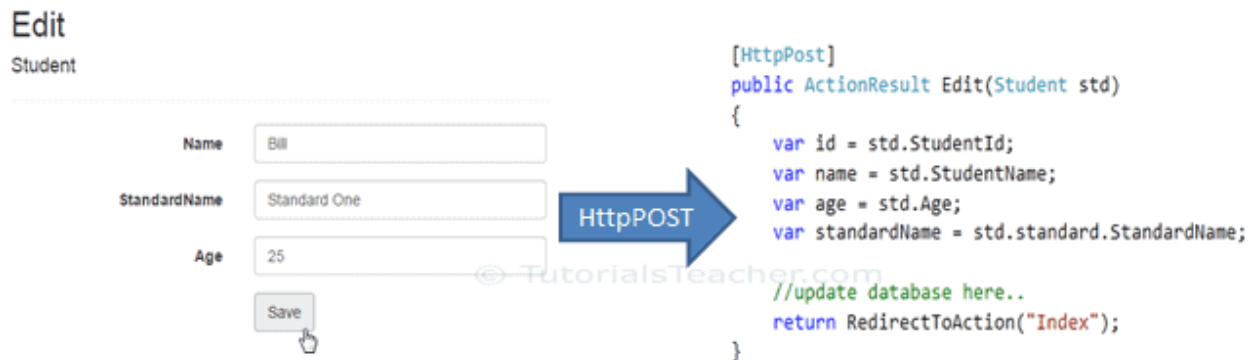 Edit
Student
Name
Bill
StandardName
Standard One
Age
25
Save
HttpPOST
[HttpPost]
public ActionResult Edit(Student std)
{
var id = std.StudentId;
var name = std.StudentName;
var age = std.Age;
var standardName = std.standard.StandardName;
//update database here..
return RedirectToAction("Index");
}
© TutorialsTeacher.com